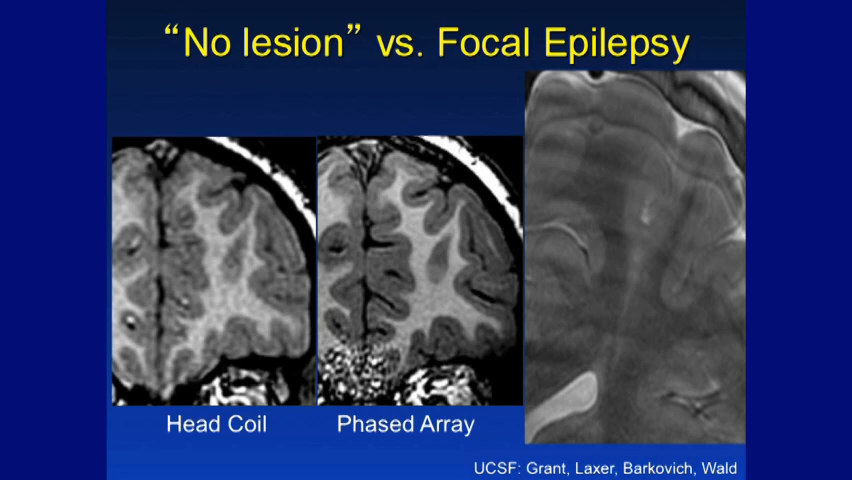 “No lesion” vs. Focal Epilepsy
Head Coil
Phased Array
UCSF: Grant, Laxer, Barkovich, Wald